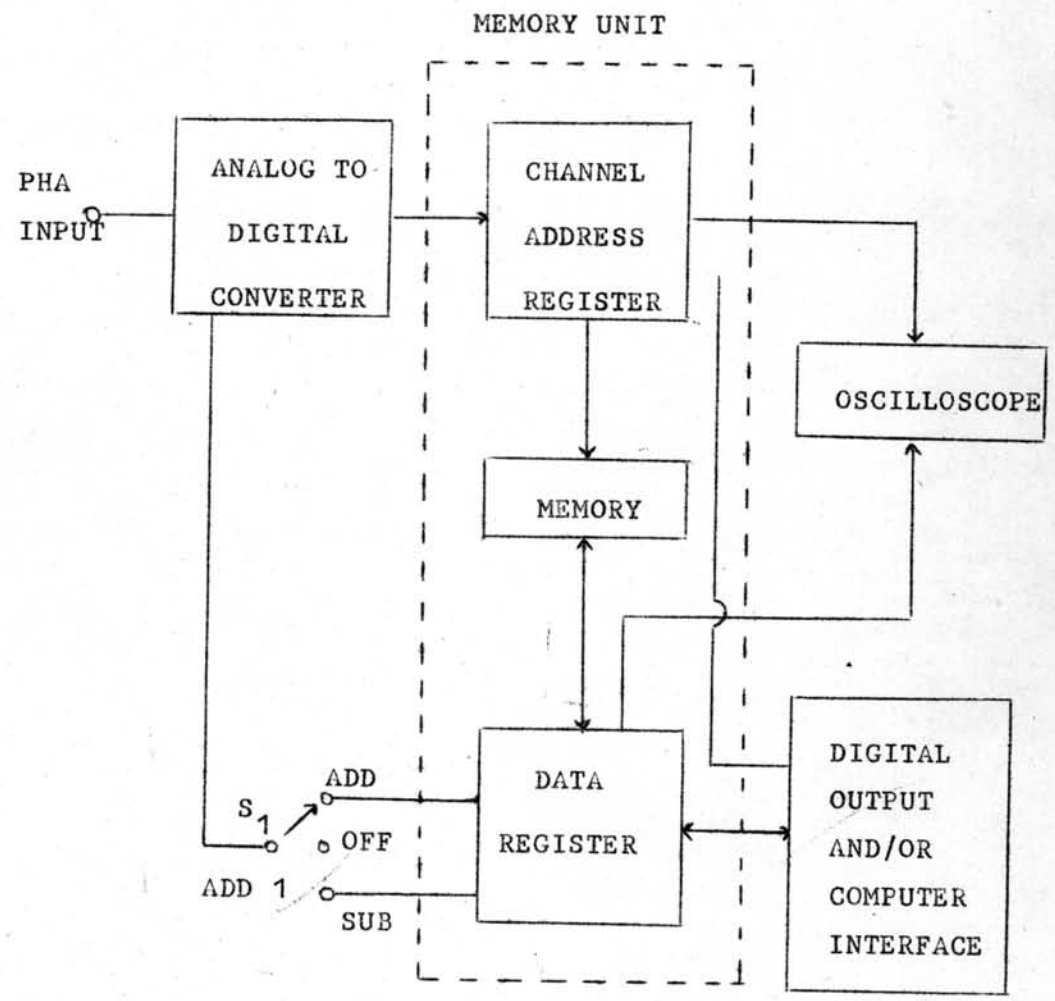 MEMORY UNIT
PHA
INPUT
ANALOG TO
DIGITAL
CONVERTER
CHANNEL
ADDRESS
REGISTER
OSCILLOSCOPE
MEMORY
DATA
REGISTER
S1
ADD
OFF
ADD 1
SUB
DIGITAL
OUTPUT
AND/OR
COMPUTER
INTERFACE